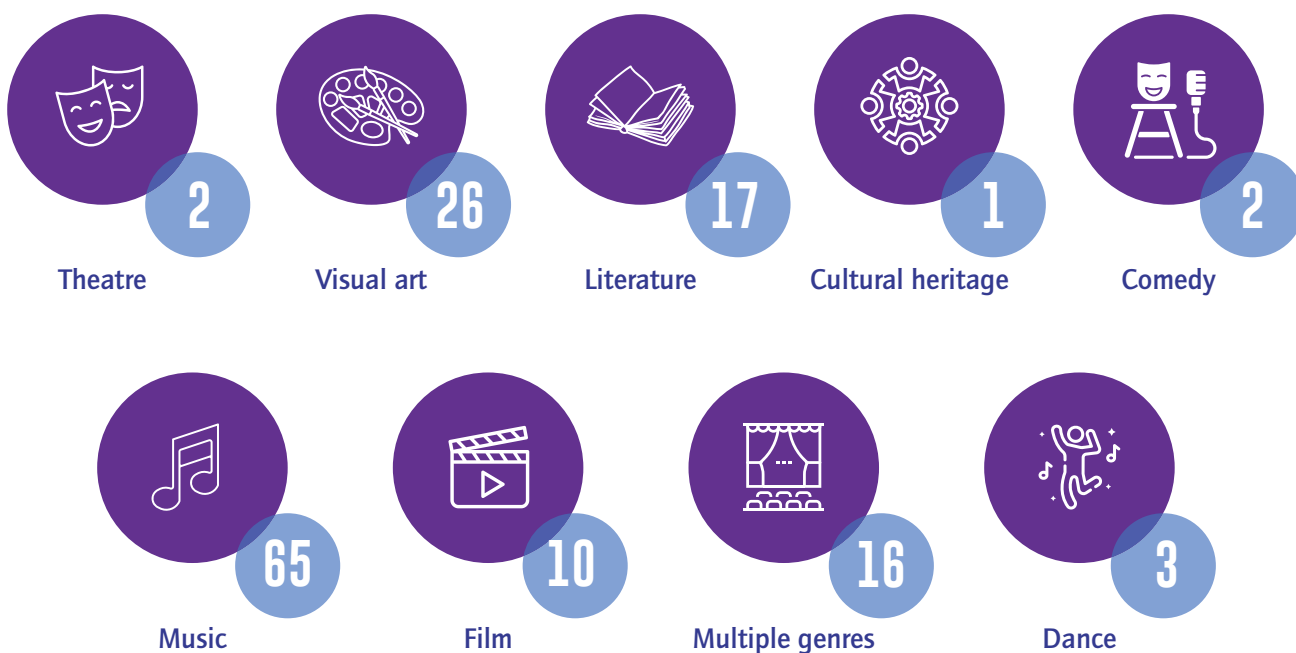 2
Theatre
26
Visual art
17
Literature
1
Cultural heritage
2
Comedy
65
Music
10
Film
16
Multiple genres
3
Dance